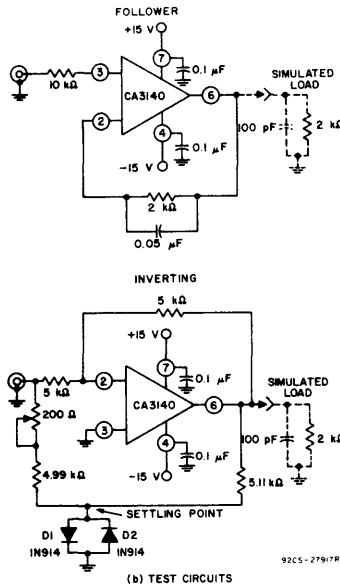 FOLLOWER
+15 V
7
0.1 µF
3
10 kΩ
CA3140
6
SIMULATED
LOAD
2
4
100 pF
2 kΩ
0.1 µF
−15 V
2 kΩ
0.05 µF
INVERTING
5 kΩ
+15 V
7
0.1 µF
5 kΩ
2
200 Ω
CA3140
6
SIMULATED
LOAD
3
4
100 pF
2 kΩ
0.1 µF
−15 V
4.99 kΩ
5.11 kΩ
SETTLING POINT
D1
D2
1N914
1N914
92CS-27917R
(b) TEST CIRCUITS